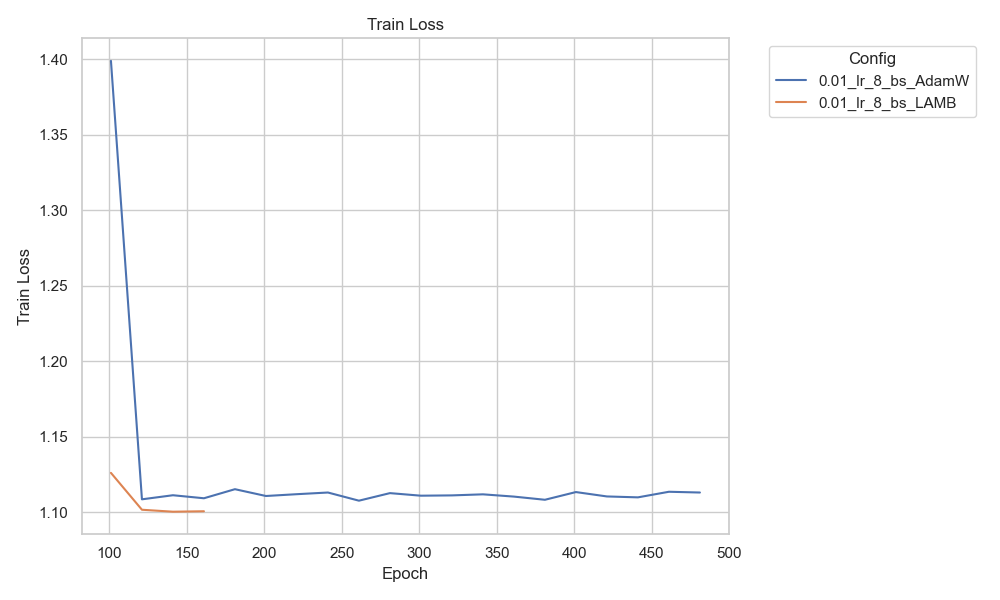 Train Loss
Config
0.01_lr_8_bs_AdamW
0.01_lr_8_bs_LAMB
Train Loss
1.40
1.35
1.30
1.25
1.20
1.15
1.10
100 150 200 250 300 350 400 450 500
Epoch